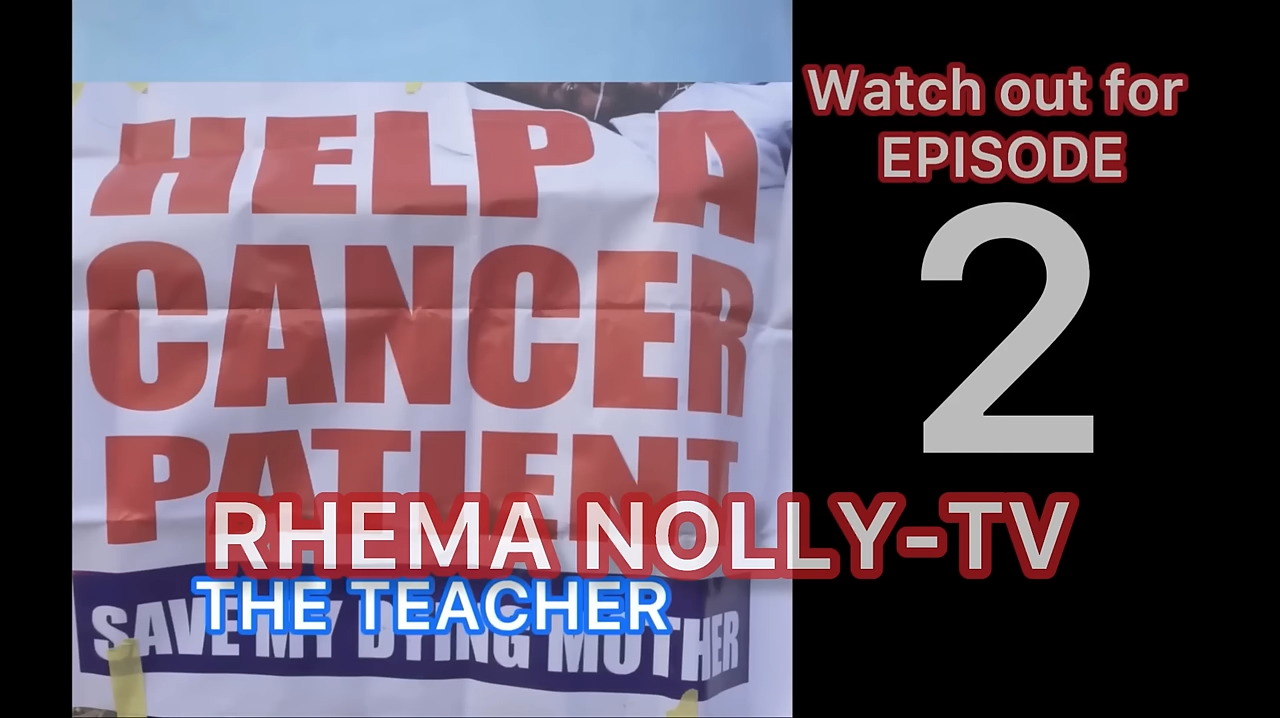 HELP A
CANCER
PATIENT
SAVE MY DYING MOTHER
Watch out for
EPISODE
2
RHEMA NOLLY-TV
THE TEACHER